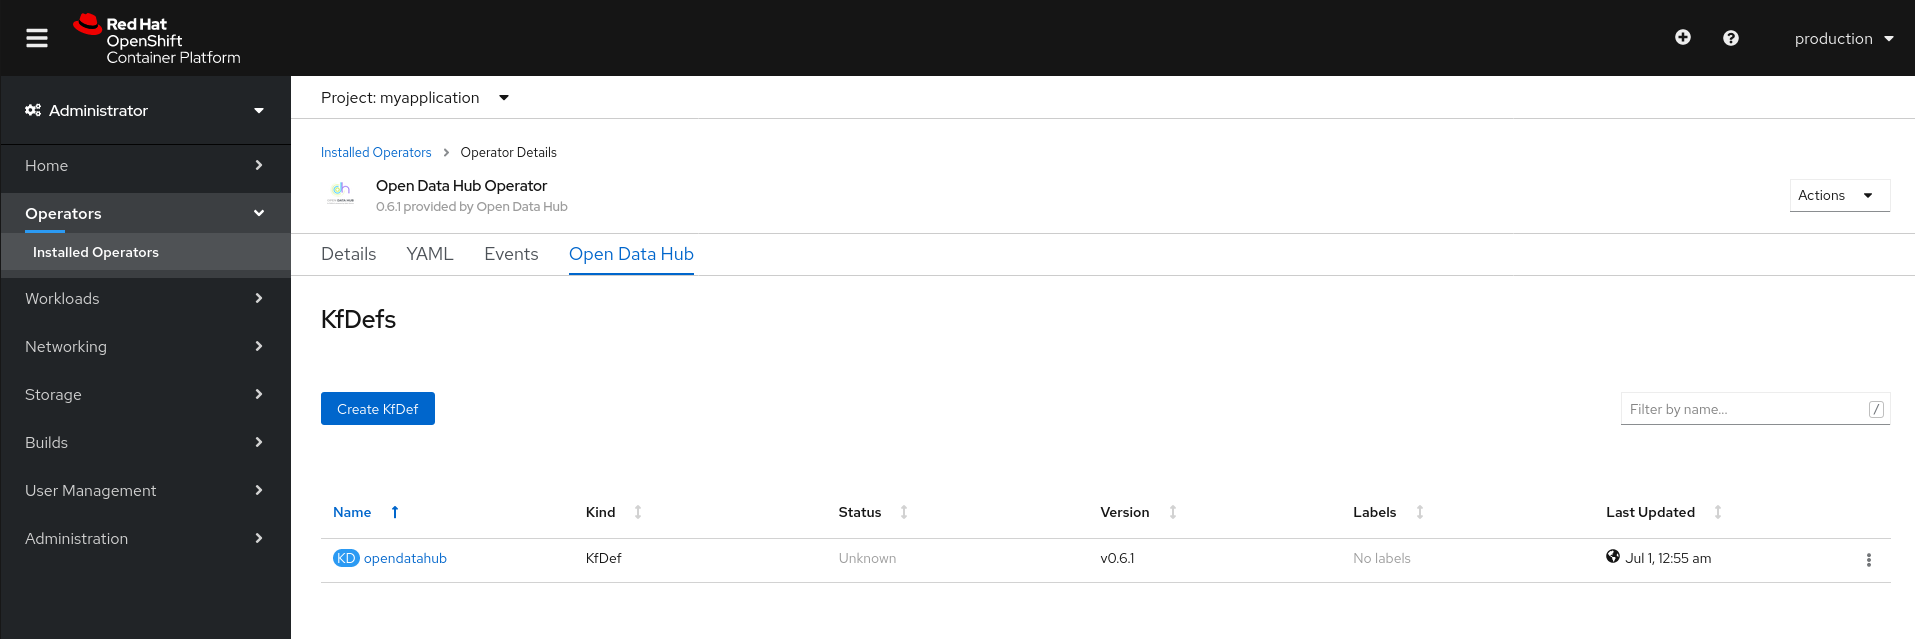 Red Hat
OpenShift
Container Platform
production
Administrator
Home
Operators
Installed Operators
Workloads
Networking
Storage
Builds
User Management
Administration
Project: myapplication
Installed Operators > Operator Details
Open Data Hub Operator
0.6.1 provided by Open Data Hub
Actions
Details YAML Events Open Data Hub
KfDefs
Create KfDef
Filter by name...
/
Name Kind Status Version Labels Last Updated
KD opendatahub KfDef Unknown v0.6.1 No labels Jul 1, 12:55 am